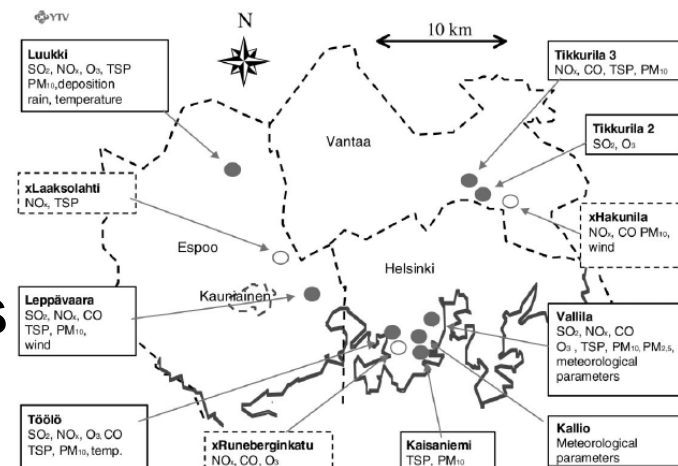 YTV
N
10 km
Luukki
SO₂, NOₓ, O₃, TSP
PM₁₀,deposition
rain, temperature
Tikkurila 3
NOₓ, CO, TSP, PM₁₀
Tikkurila 2
SO₂, O₃
Vantaa
xLaaksolahti
NOₓ, TSP
xHakunila
NOₓ, CO PM₁₀,
wind
Espoo
Helsinki
Kauniainen
Leppävaara
SO₂, NOₓ, CO
TSP, PM₁₀,
wind
s
Vallila
SO₂, NOₓ, CO
O₃ , TSP, PM₁₀, PM₂,₅,
meteorological
parameters
Töölö
SO₂, NOₓ, O₃, CO
TSP, PM₁₀, temp.
xRuneberginkatu
NOₓ, CO, O₃
Kaisaniemi
TSP, PM₁₀
Kallio
Meteorological
parameters